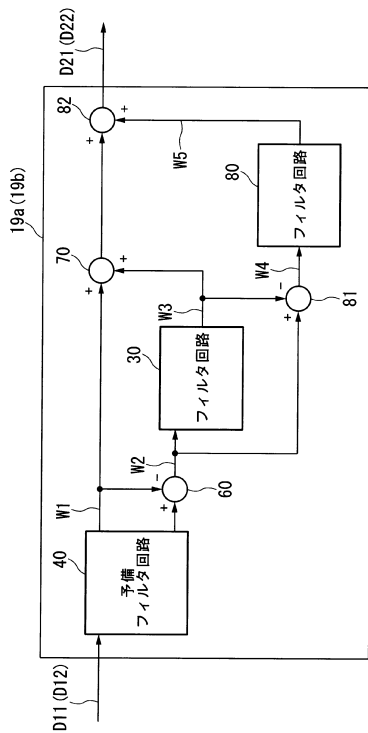 19a(19b)
D11(D12)
40
予備
フィルタ回路
W1
60
W2
30
フィルタ回路
W3
70
81
W4
80
フィルタ回路
W5
82
D21(D22)
+
-
+
+
+
-
+
+
+